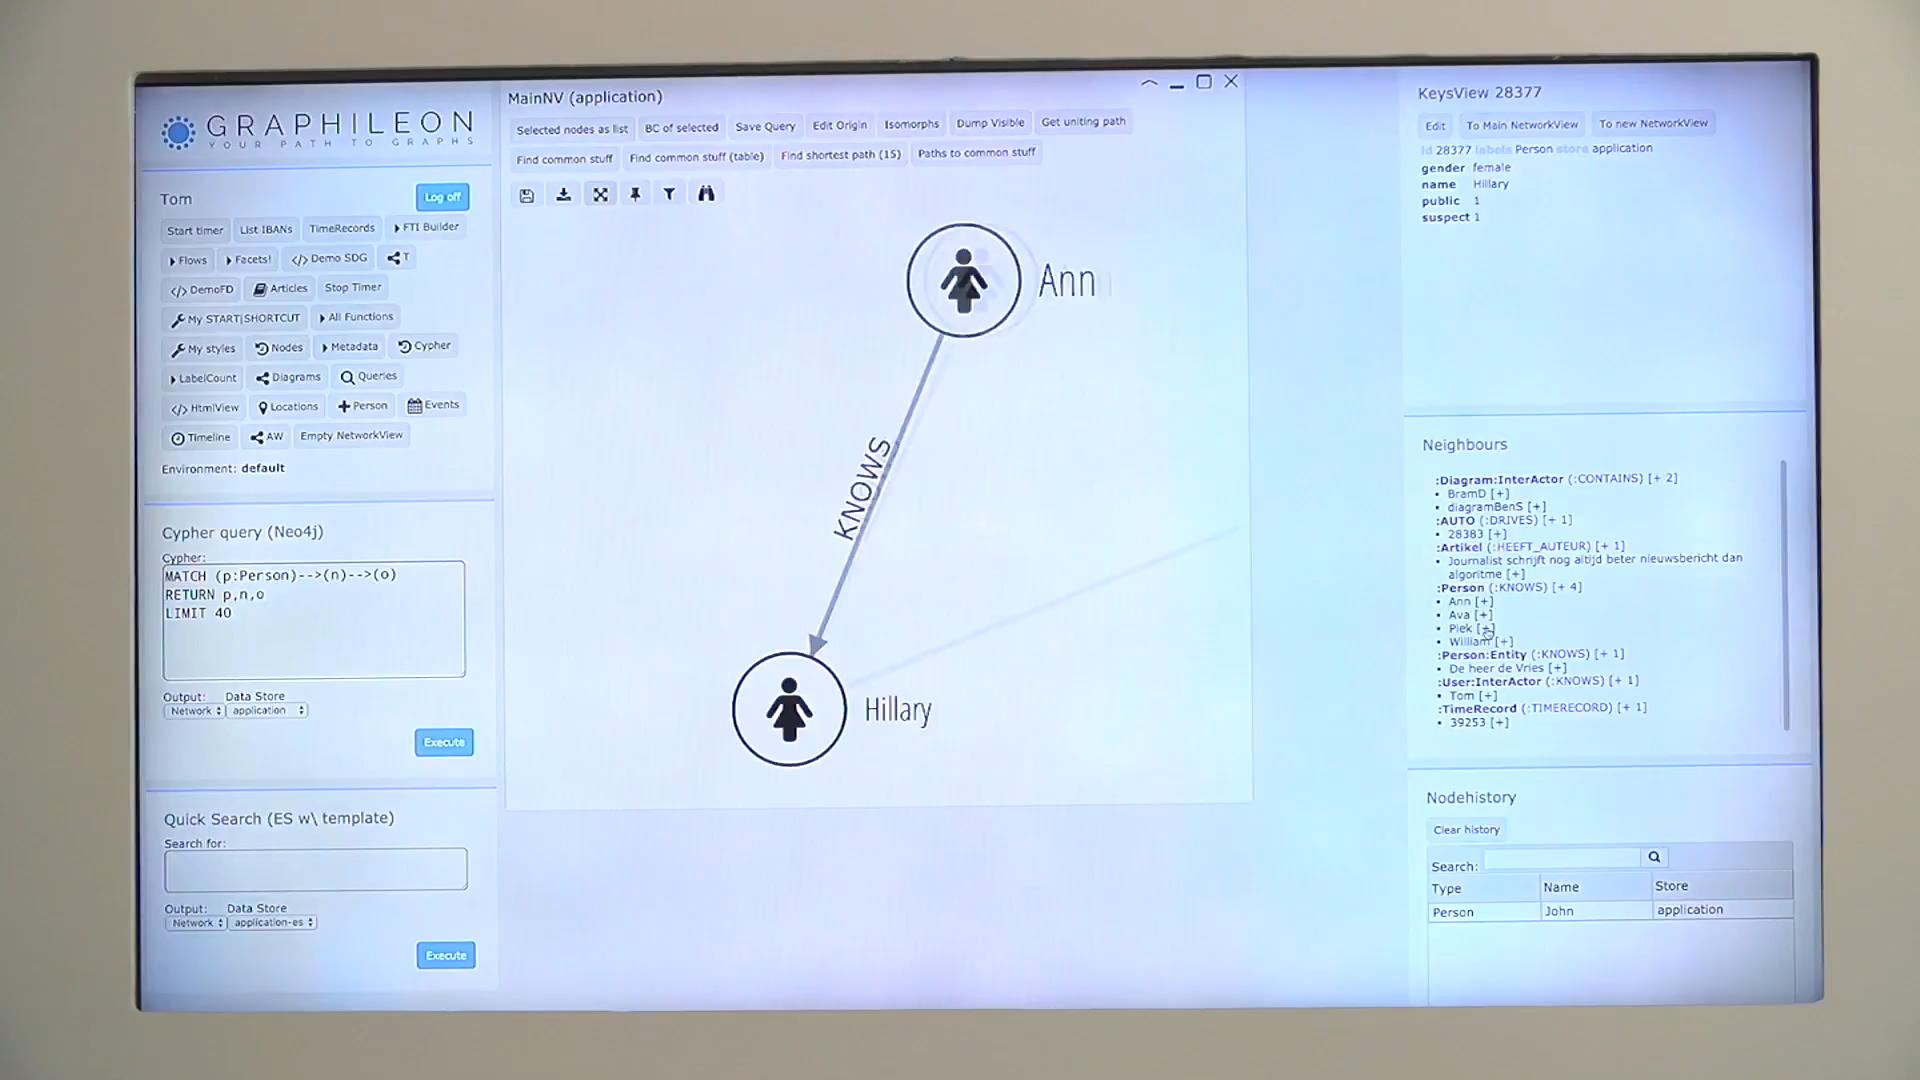 GRAPHILEON
YOUR PATH TO GRAPHS
Tom
Log off
Start timer
List IBANs
TimeRecords
FTI Builder
Flows
Facets!
</> Demo SDG
T
</> DemoFD
Articles
Stop Timer
My START|SHORTCUT
All Functions
My styles
Nodes
Metadata
Cypher
LabelCount
Diagrams
Queries
</> HtmlView
Locations
Person
Events
Timeline
AW
Empty NetworkView
Environment: default
Cypher query (Neo4j)
Cypher:
MATCH (p:Person)-->(n)-->(o)
RETURN p,n,o
LIMIT 40
Output: Data Store
Network application
Execute
Quick Search (ES w\ template)
Search for:
Output: Data Store
Network application-es
Execute
MainNV (application)
Selected nodes as list
BC of selected
Save Query
Edit Origin
Isomorphs
Dump Visible
Get uniting path
Find common stuff
Find common stuff (table)
Find shortest path (15)
Paths to common stuff
Ann
KNOWS
Hillary
KeysView 28377
Edit
To Main NetworkView
To new NetworkView
id 28377 labels Person store application
gender female
name Hillary
public 1
suspect 1
Neighbours
:Diagram:InterActor (:CONTAINS) [+ 2]
• BramD [+]
• diagramBenS [+]
:AUTO (:DRIVES) [+ 1]
• 28383 [+]
:Artikel (:HEEFT_AUTEUR) [+ 1]
• Journalist schrijft nog altijd beter nieuwsbericht dan
algoritme [+]
:Person (:KNOWS) [+ 4]
• Ann [+]
• Ava [+]
• Piek [+]
• William [+]
:Person:Entity (:KNOWS) [+ 1]
• De heer de Vries [+]
:User:InterActor (:KNOWS) [+ 1]
• Tom [+]
:TimeRecord (:TIMERECORD) [+ 1]
• 39253 [+]
Nodehistory
Clear history
Search:
Type Name Store
Person John application